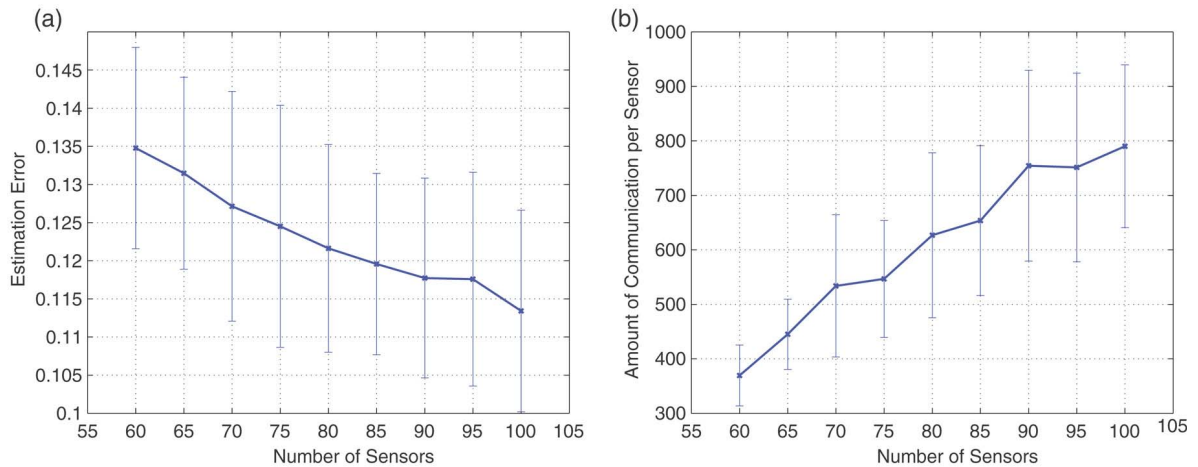 (a)
0.145
0.14
0.135
0.13
0.125
0.12
0.115
0.11
0.105
0.1
Estimation Error
55 60 65 70 75 80 85 90 95 100 105
Number of Sensors
(b)
1000
900
800
700
600
500
400
300
Amount of Communication per Sensor
55 60 65 70 75 80 85 90 95 100 105
Number of Sensors